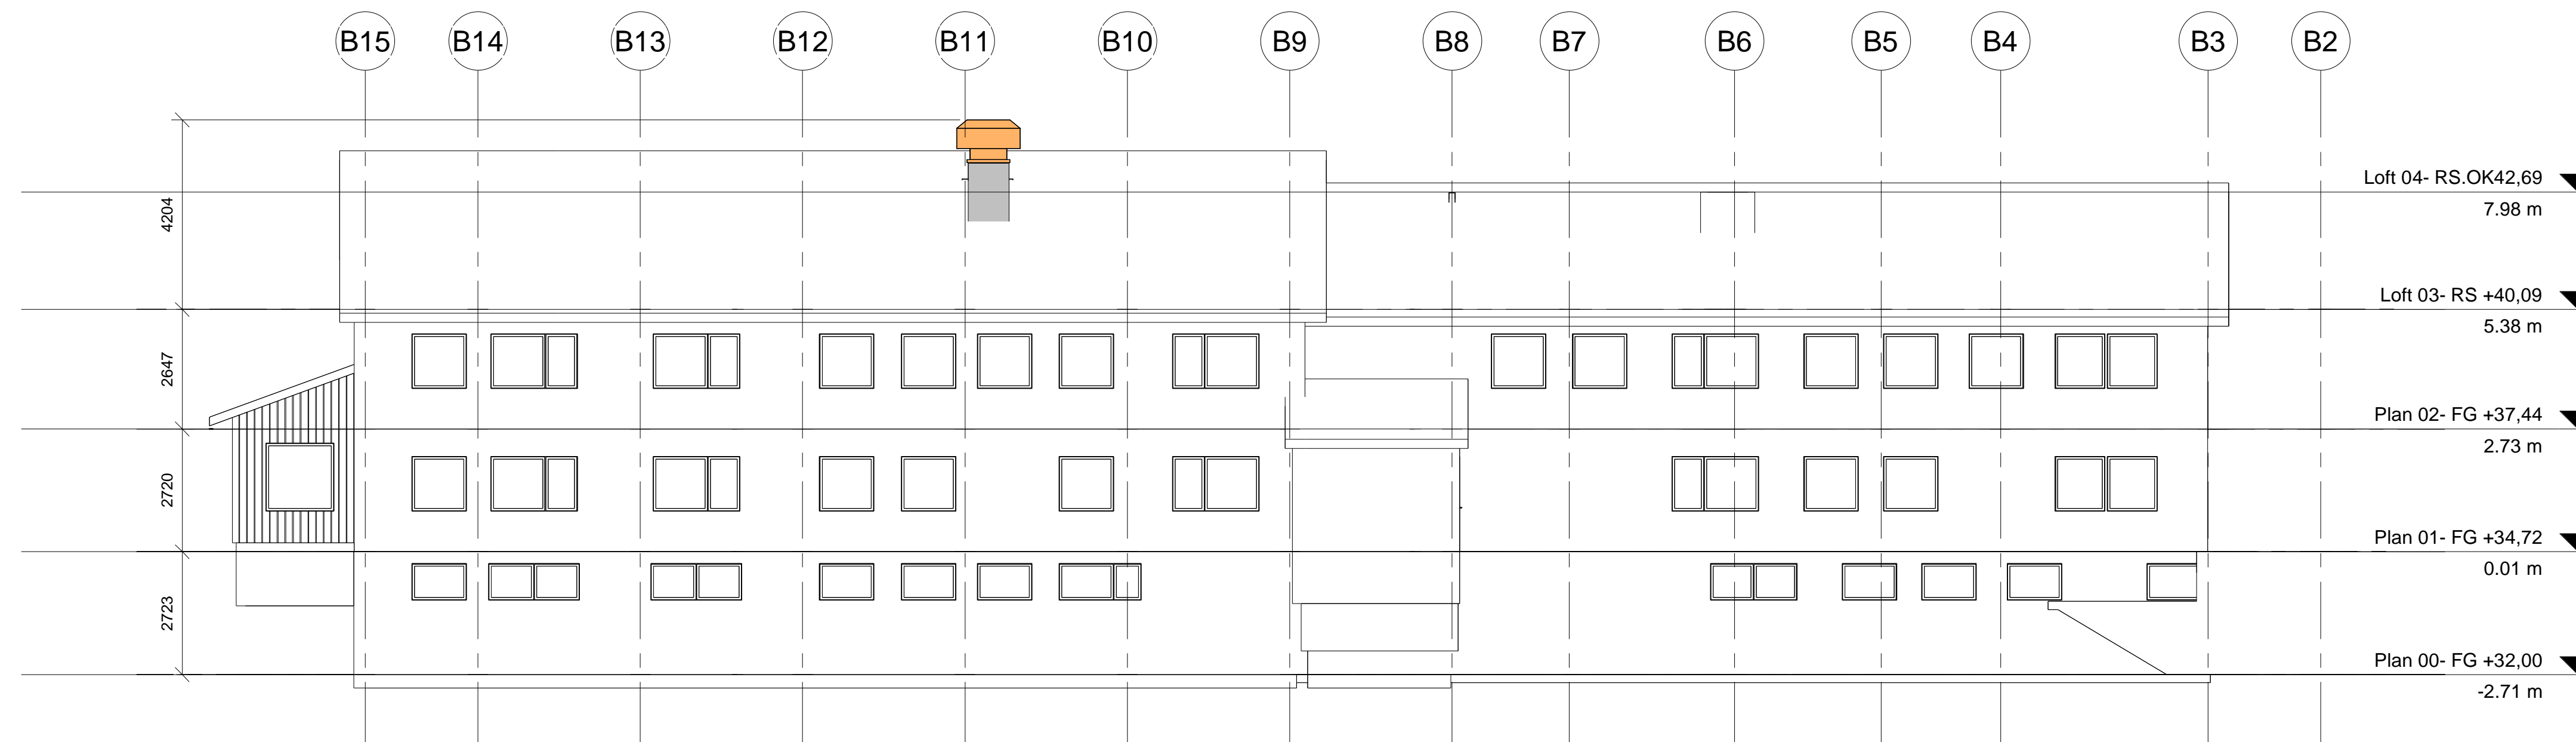 B15 B14 B13 B12 B11 B10 B9 B8 B7 B6 B5 B4 B3 B2
Loft 04- RS.OK42,69
7.98 m
4204
Loft 03- RS +40,09
5.38 m
2647
Plan 02- FG +37,44
2.73 m
2720
Plan 01- FG +34,72
0.01 m
2723
Plan 00- FG +32,00
-2.71 m